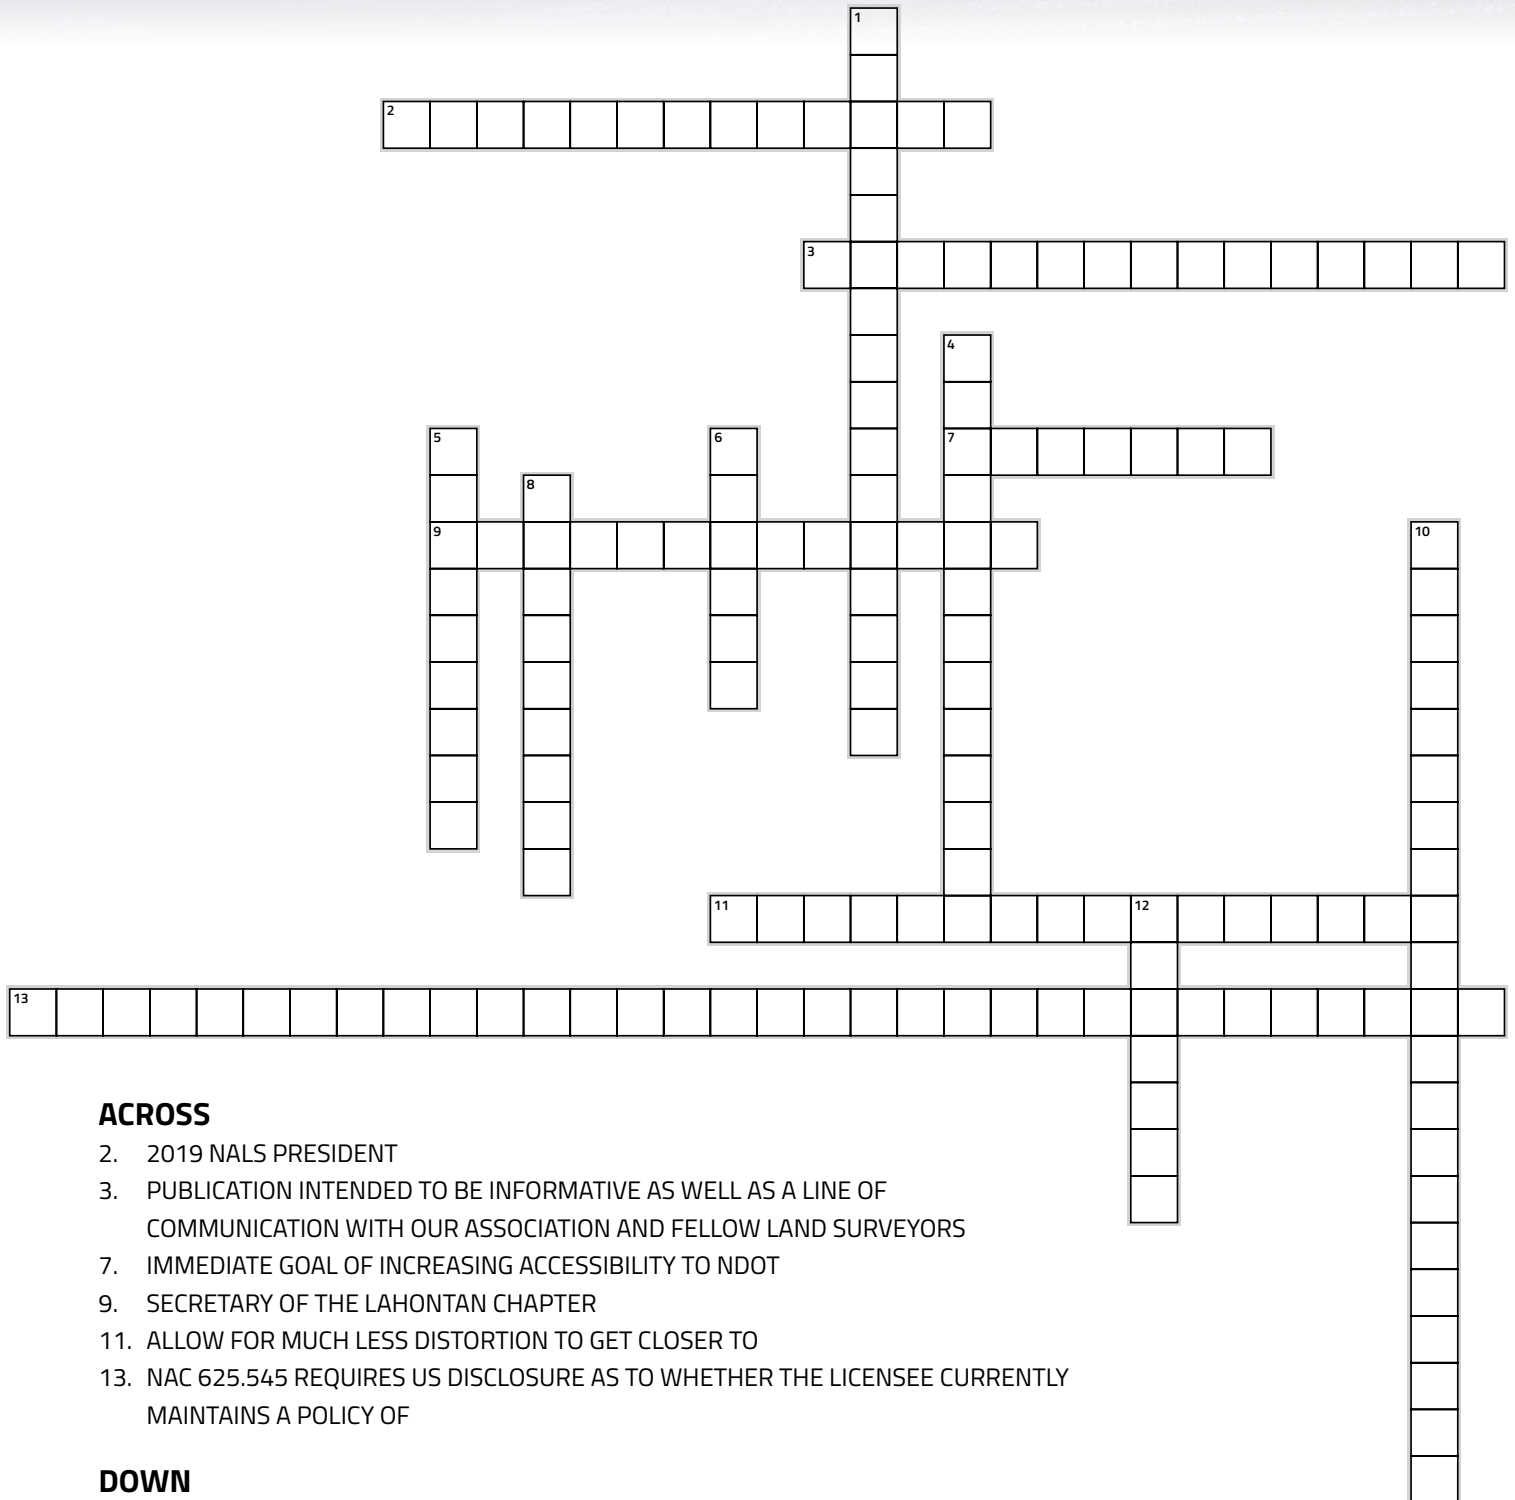 1
2
3
4
5
6
7
8
9
10
11
12
13
ACROSS
2. 2019 NALS PRESIDENT
3. PUBLICATION INTENDED TO BE INFORMATIVE AS WELL AS A LINE OF
COMMUNICATION WITH OUR ASSOCIATION AND FELLOW LAND SURVEYORS
7. IMMEDIATE GOAL OF INCREASING ACCESSIBILITY TO NDOT
9. SECRETARY OF THE LAHONTAN CHAPTER
11. ALLOW FOR MUCH LESS DISTORTION TO GET CLOSER TO
13. NAC 625.545 REQUIRES US DISCLOSURE AS TO WHETHER THE LICENSEE CURRENTLY
MAINTAINS A POLICY OF
DOWN